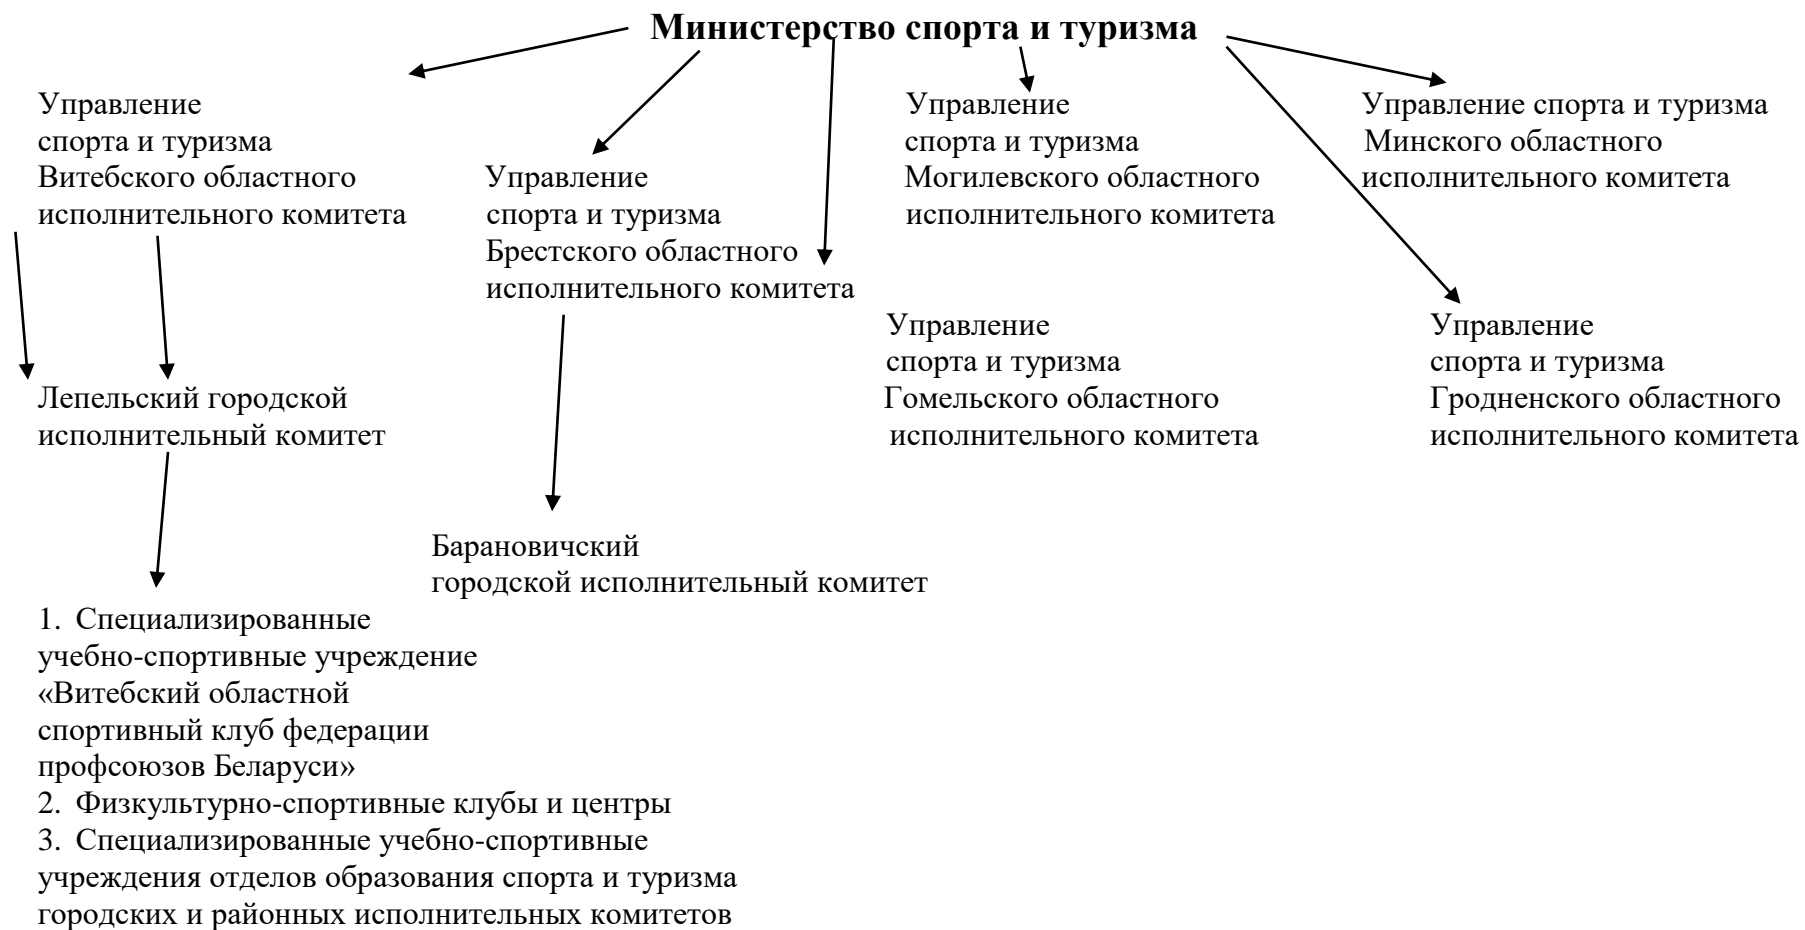 Министерство спорта и туризма
Управление
спорта и туризма
Витебского областного
исполнительного комитета
Управление
спорта и туризма
Брестского областного
исполнительного комитета
Управление
спорта и туризма
Могилевского областного
исполнительного комитета
Управление спорта и туризма
Минского областного
исполнительного комитета
Управление
спорта и туризма
Гомельского областного
исполнительного комитета
Управление
спорта и туризма
Гродненского областного
исполнительного комитета
Лепельский городской
исполнительный комитет
Барановичский
городской исполнительный комитет
1. Специализированные
учебно-спортивные учреждение
«Витебский областной
спортивный клуб федерации
профсоюзов Беларуси»
2. Физкультурно-спортивные клубы и центры
3. Специализированные учебно-спортивные
учреждения отделов образования спорта и туризма
городских и районных исполнительных комитетов